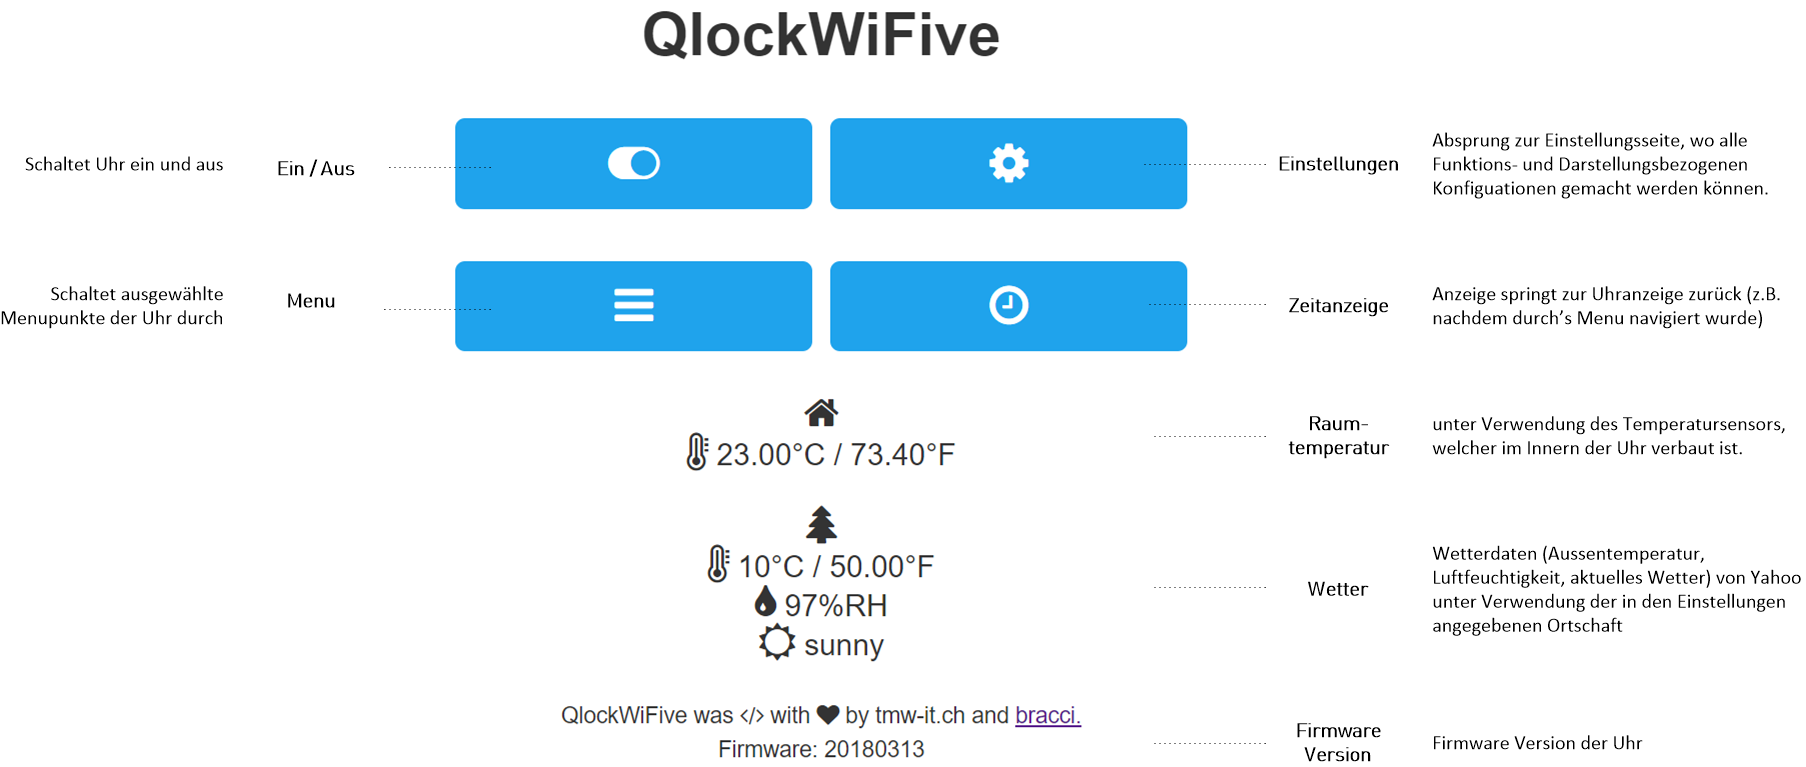 QlockWiFive
Schaltet Uhr ein und aus
Ein / Aus
Einstellungen
Absprung zur Einstellungsseite, wo alle
Funktions- und Darstellungsbezogenen
Konfiguationen gemacht werden können.
Schaltet ausgewählte
Menupunkte der Uhr durch
Menu
Zeitanzeige
Anzeige springt zur Uhranzeige zurück (z.B.
nachdem durch's Menu navigiert wurde)
23.00°C / 73.40°F
Raum-
temperatur
unter Verwendung des Temperatursensors,
welcher im Innern der Uhr verbaut ist.
10°C / 50.00°F
97%RH
sunny
Wetter
Wetterdaten (Aussentemperatur,
Luftfeuchtigkeit, aktuelles Wetter) von Yahoo
unter Verwendung der in den Einstellungen
angegebenen Ortschaft
QlockWiFive was </> with ♥ by tmw-it.ch and bracci.
Firmware: 20180313
Firmware
Version
Firmware Version der Uhr